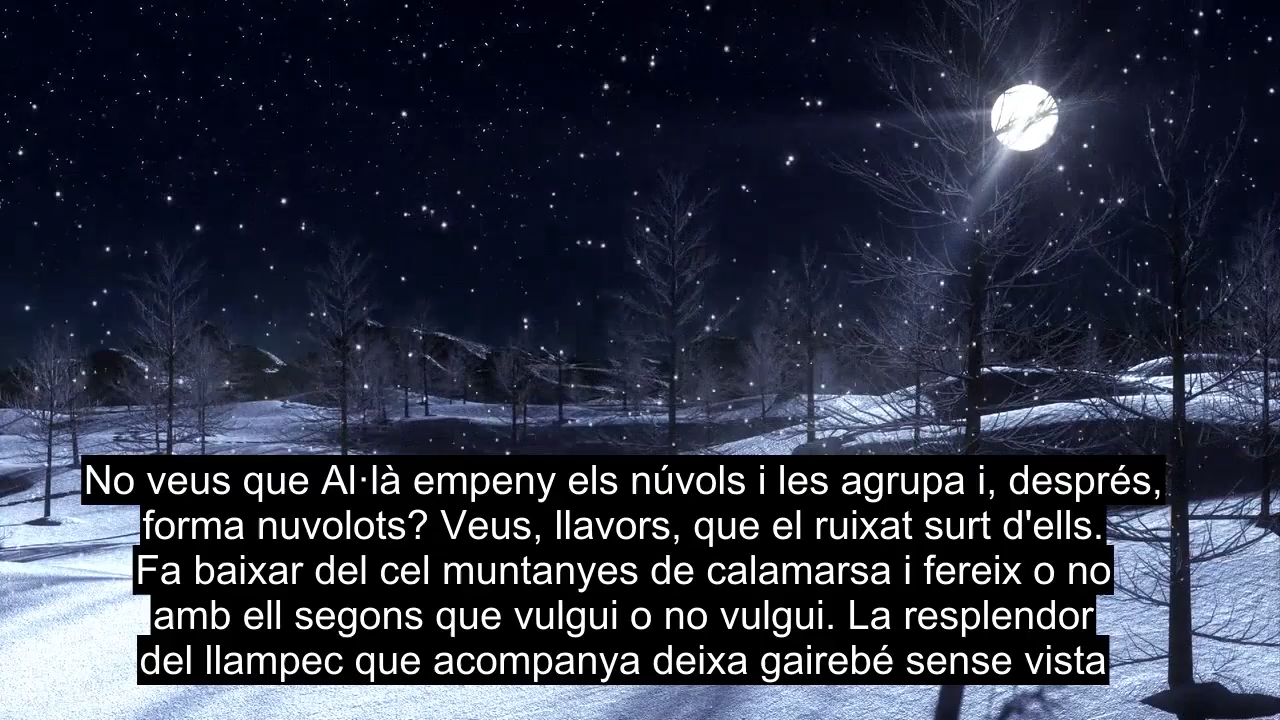 No veus que Al·là empeny els núvols i les agrupa i, després,
forma nuvolots? Veus, llavors, que el ruixat surt d'ells.
Fa baixar del cel muntanyes de calamarsa i fereix o no
amb ell segons que vulgui o no vulgui. La resplendor
del llampec que acompanya deixa gairebé sense vista